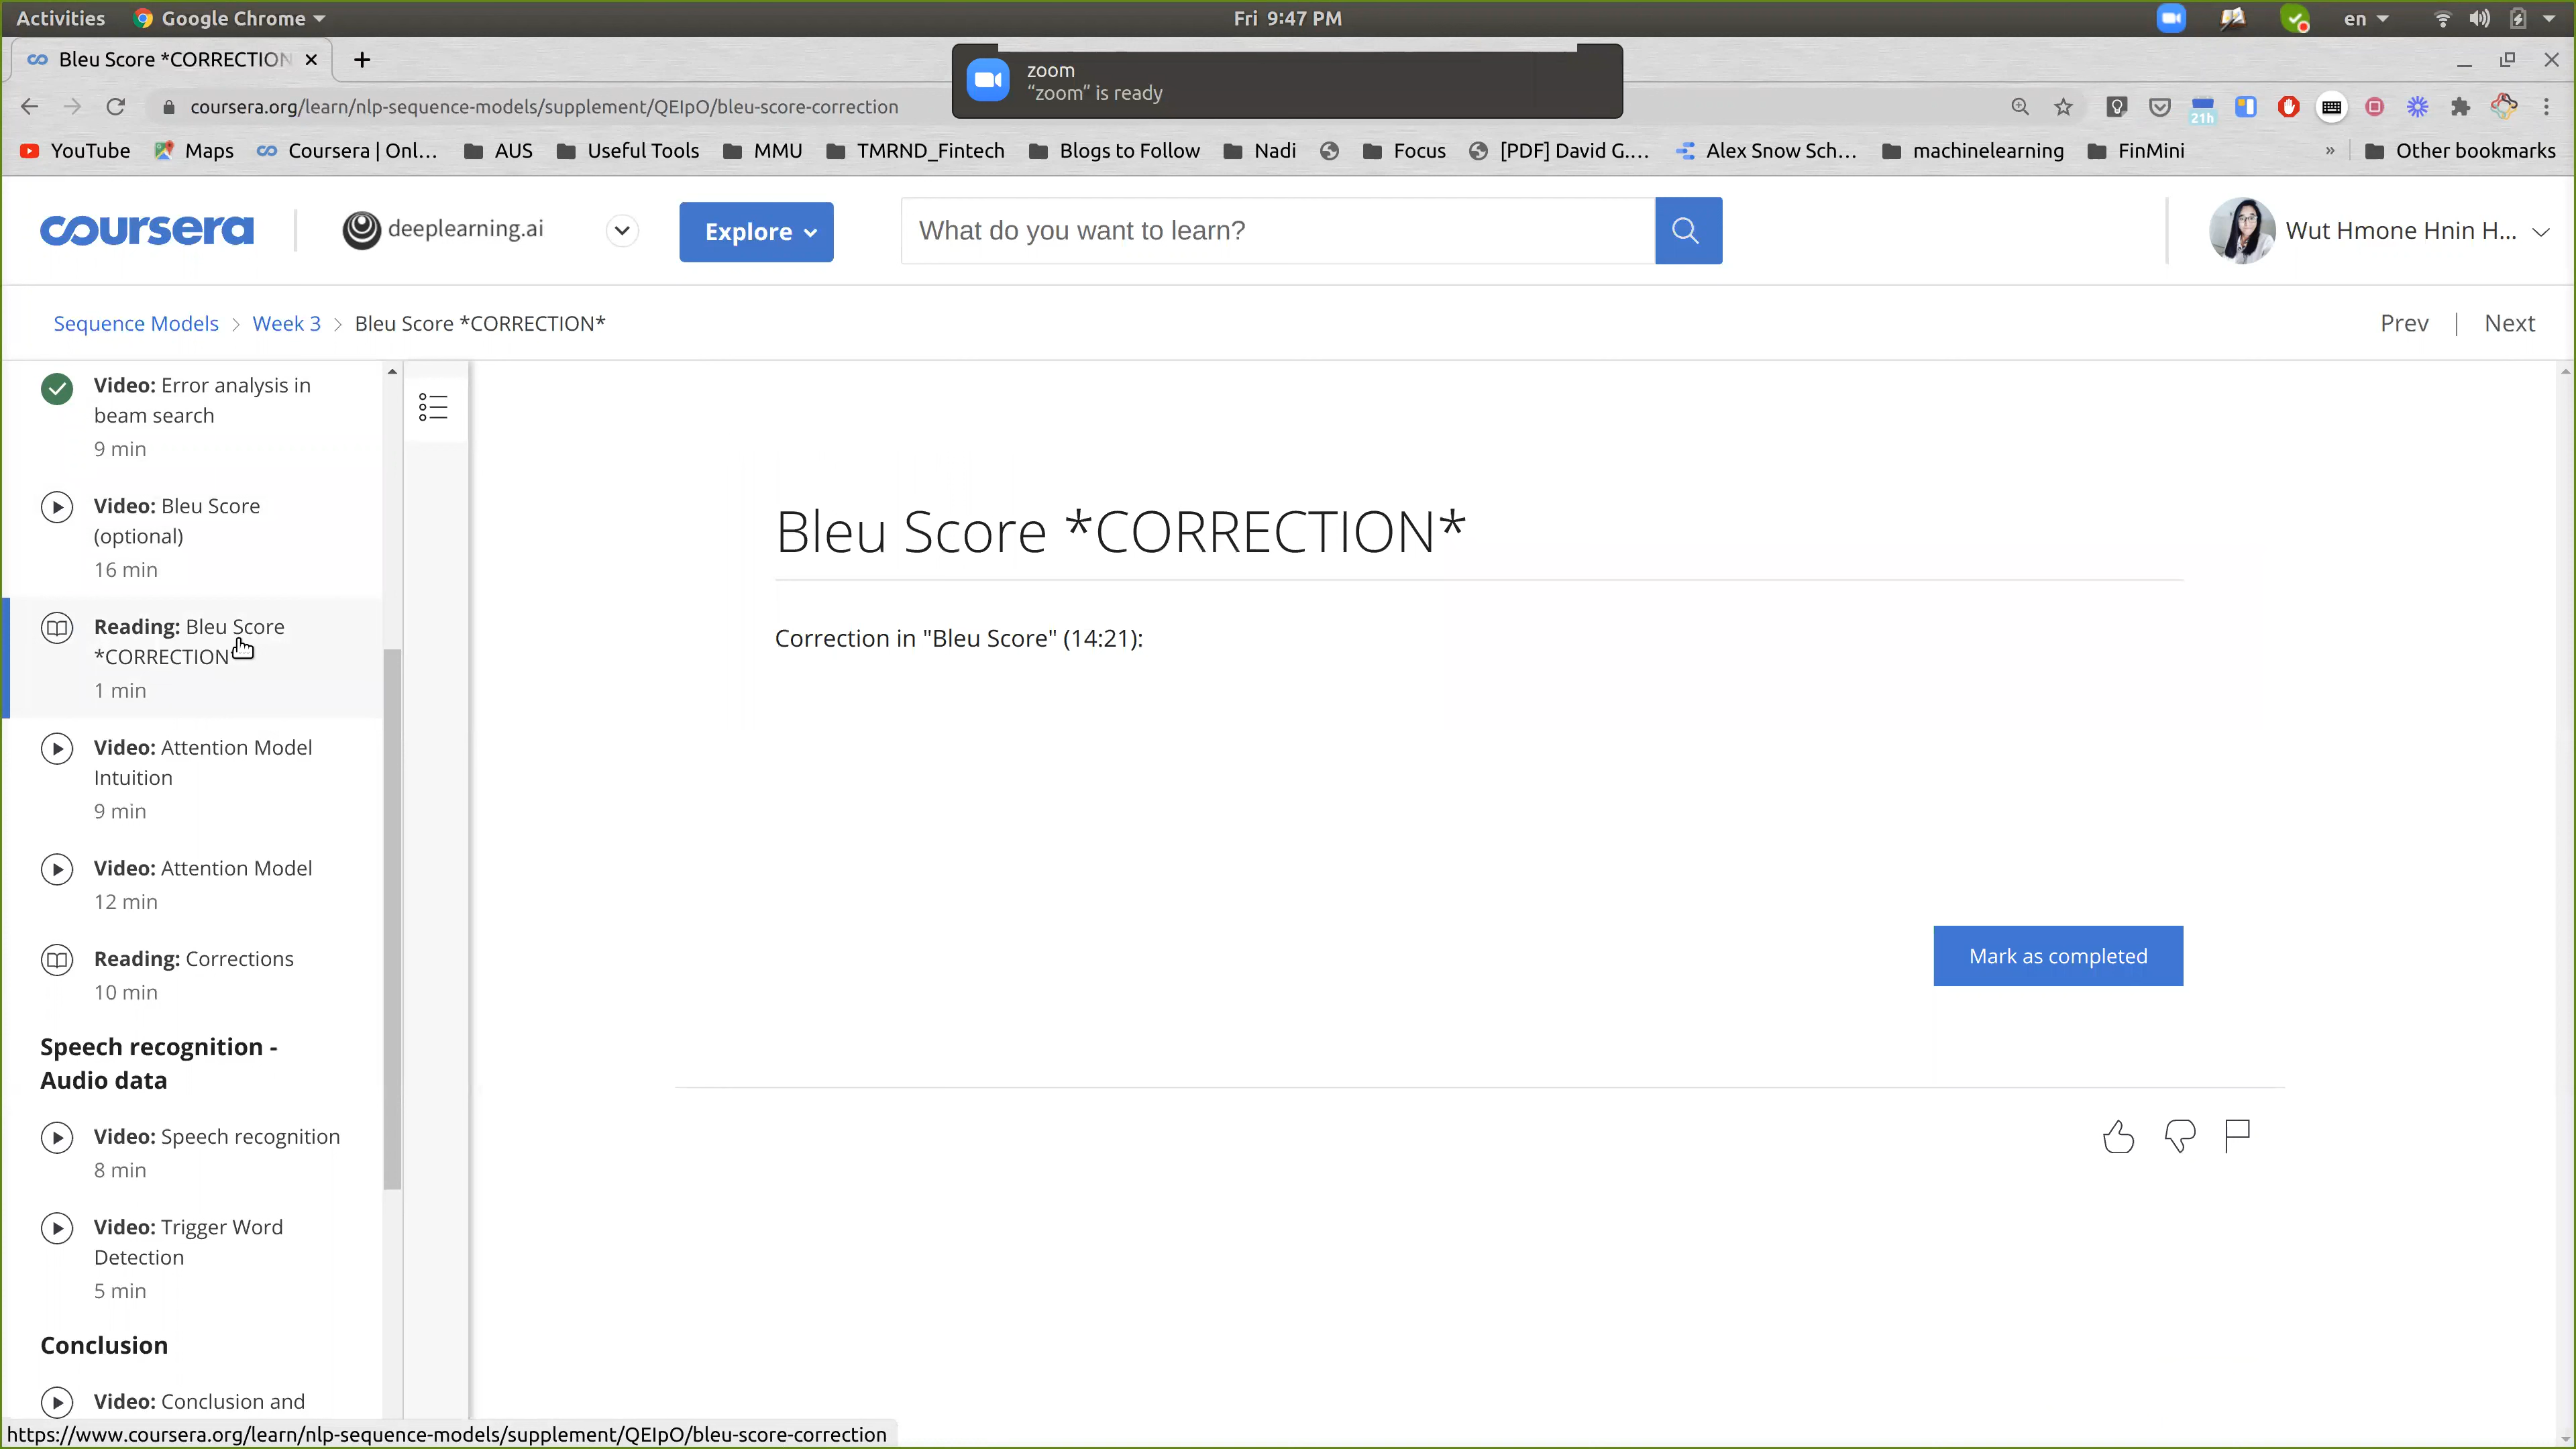 Activities
Google Chrome
Fri 9:47 PM
en
Bleu Score *CORRECTION
zoom
"zoom" is ready
coursera.org/learn/nlp-sequence-models/supplement/QEIpO/bleu-score-correction
21h
YouTube
Maps
Coursera | Onl...
AUS
Useful Tools
MMU
TMRND_Fintech
Blogs to Follow
Nadi
Focus
[PDF] David G....
Alex Snow Sch...
machinelearning
FinMini
»
Other bookmarks
coursera
deeplearning.ai
Explore
What do you want to learn?
Wut Hmone Hnin H...
Sequence Models > Week 3 > Bleu Score *CORRECTION*
Prev | Next
Video: Error analysis in
beam search
9 min
Video: Bleu Score
(optional)
16 min
Reading: Bleu Score
*CORRECTION
1 min
Video: Attention Model
Intuition
9 min
Video: Attention Model
12 min
Reading: Corrections
10 min
Speech recognition -
Audio data
Video: Speech recognition
8 min
Video: Trigger Word
Detection
5 min
Conclusion
Video: Conclusion and
Bleu Score *CORRECTION*
Correction in "Bleu Score" (14:21):
Mark as completed
https://www.coursera.org/learn/nlp-sequence-models/supplement/QEIpO/bleu-score-correction